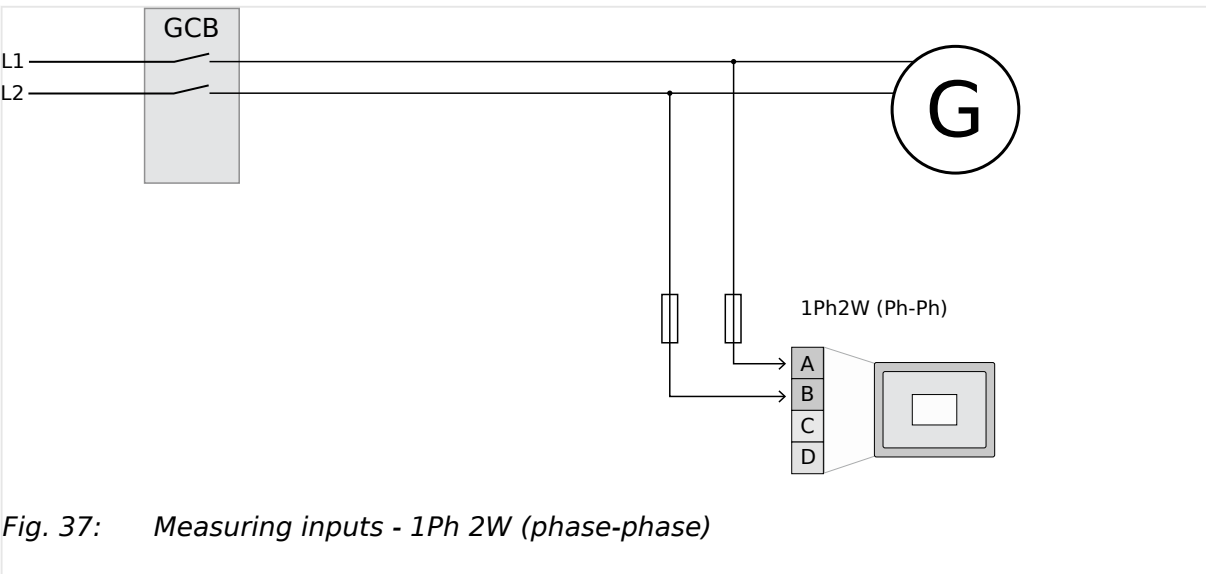 GCB
L1
L2
G
1Ph2W (Ph-Ph)
A
B
C
D
Fig. 37: Measuring inputs - 1Ph 2W (phase-phase)